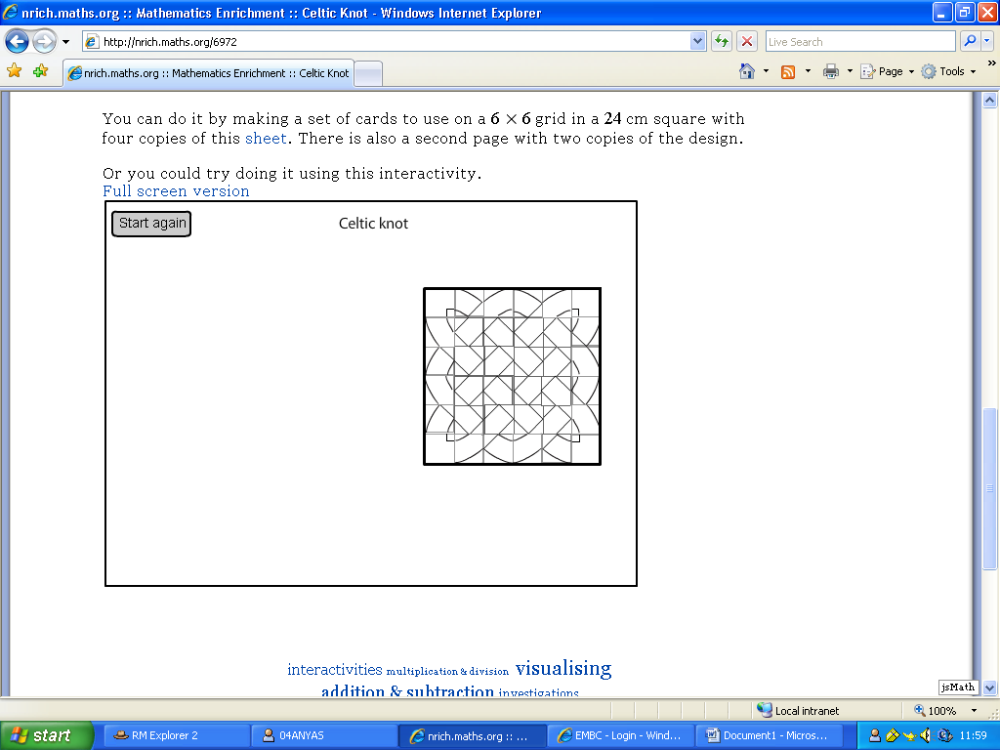 nrich.maths.org :: Mathematics Enrichment :: Celtic Knot - Windows Internet Explorer
http://nrich.maths.org/6972
Live Search
nrich.maths.org :: Mathematics Enrichment :: Celtic Knot
Page
Tools
You can do it by making a set of cards to use on a 6 × 6 grid in a 24 cm square with
four copies of this sheet. There is also a second page with two copies of the design.
Or you could try doing it using this interactivity.
Full screen version
Start again
Celtic knot
interactivities multiplication & division visualising
addition & subtraction investigations
jsMath
Local intranet
100%
start
RM Explorer 2
04ANYAS
nrich.maths.org :: ...
EMBC - Login - Wind...
Document1 - Micros...
11:59